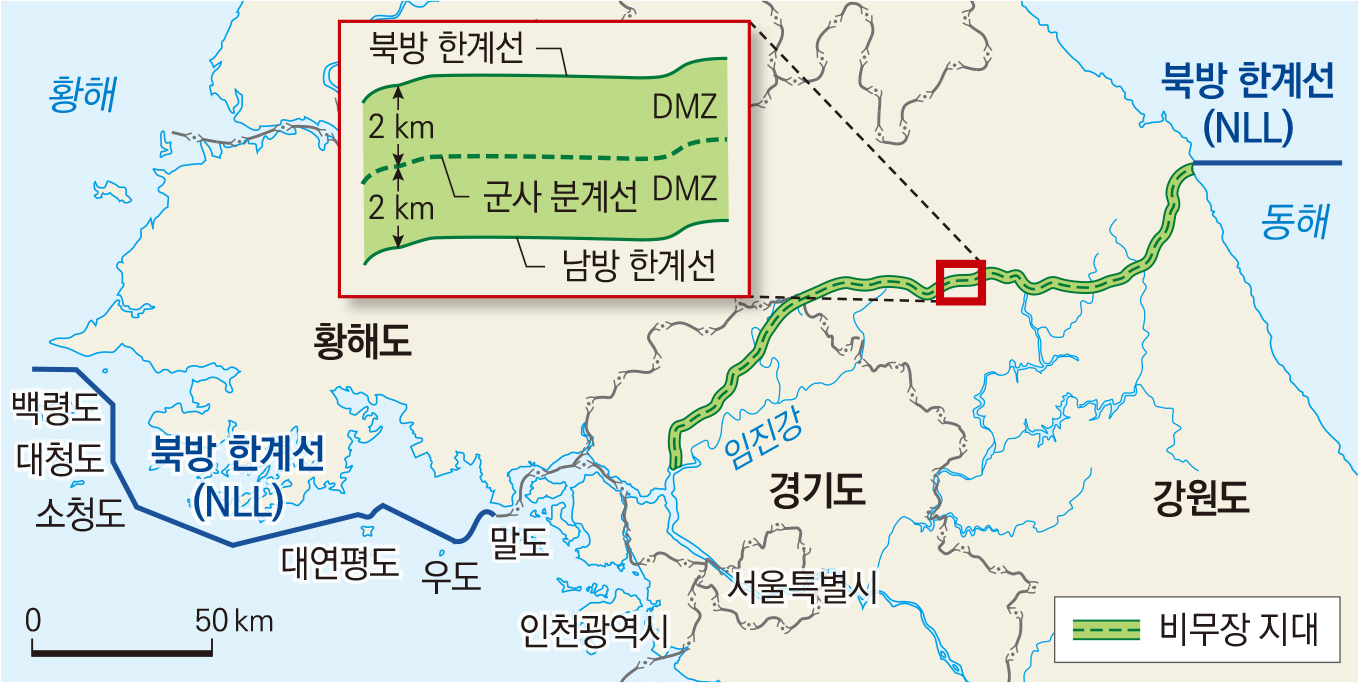 북방 한계선
DMZ
2 km
군사 분계선
DMZ
2 km
남방 한계선
황해
북방 한계선
(NLL)
동해
황해도
백령도
대청도
소청도
북방 한계선
(NLL)
대연평도
우도
말도
임진강
경기도
강원도
서울특별시
인천광역시
0
50 km
비무장 지대